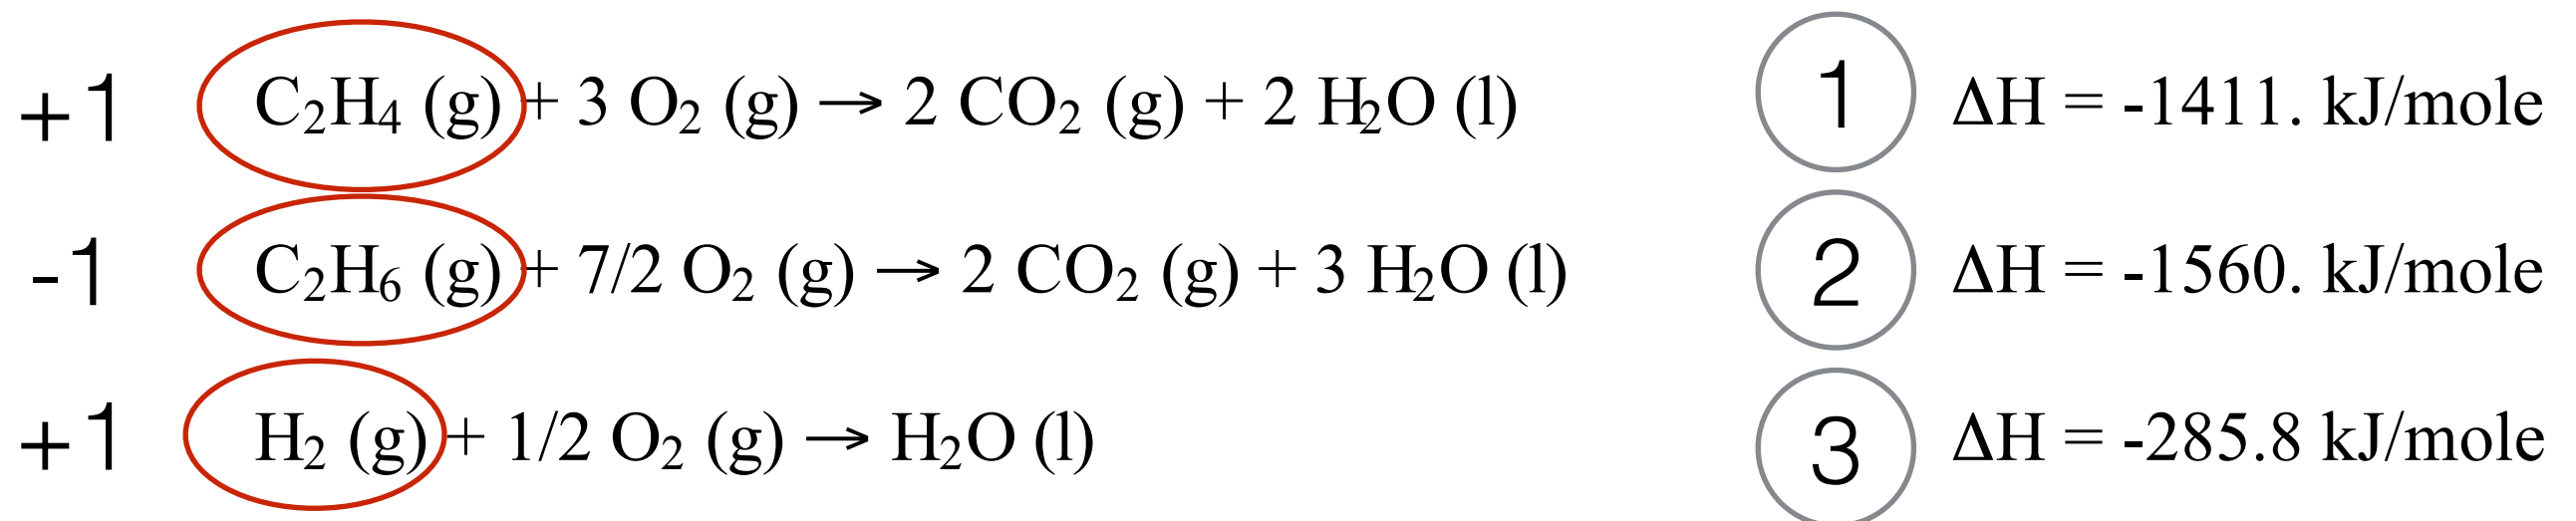 +1 C₂H₄ (g) + 3 O₂ (g) → 2 CO₂ (g) + 2 H₂O (l) 1 ΔH = -1411. kJ/mole
-1 C₂H₆ (g) + 7/2 O₂ (g) → 2 CO₂ (g) + 3 H₂O (l) 2 ΔH = -1560. kJ/mole
+1 H₂ (g) + 1/2 O₂ (g) → H₂O (l) 3 ΔH = -285.8 kJ/mole